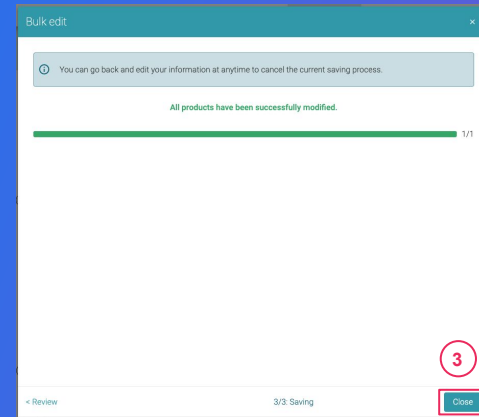 Bulk edit ×
You can go back and edit your information at anytime to cancel the current saving process.
All products have been successfully modified.
1/1
3
< Review 3/3: Saving Close